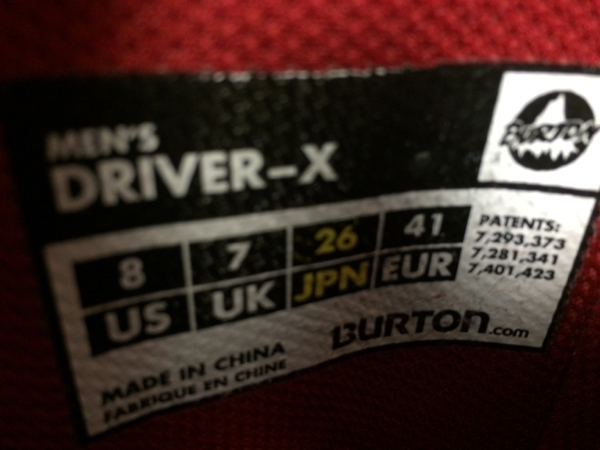 MEN'S
DRIVER-X
BURTON
8 7 26 41
US UK JPN EUR
PATENTS:
7,293,373
7,281,341
7,401,423
BURTON.com
MADE IN CHINA
FABRIQUE EN CHINE